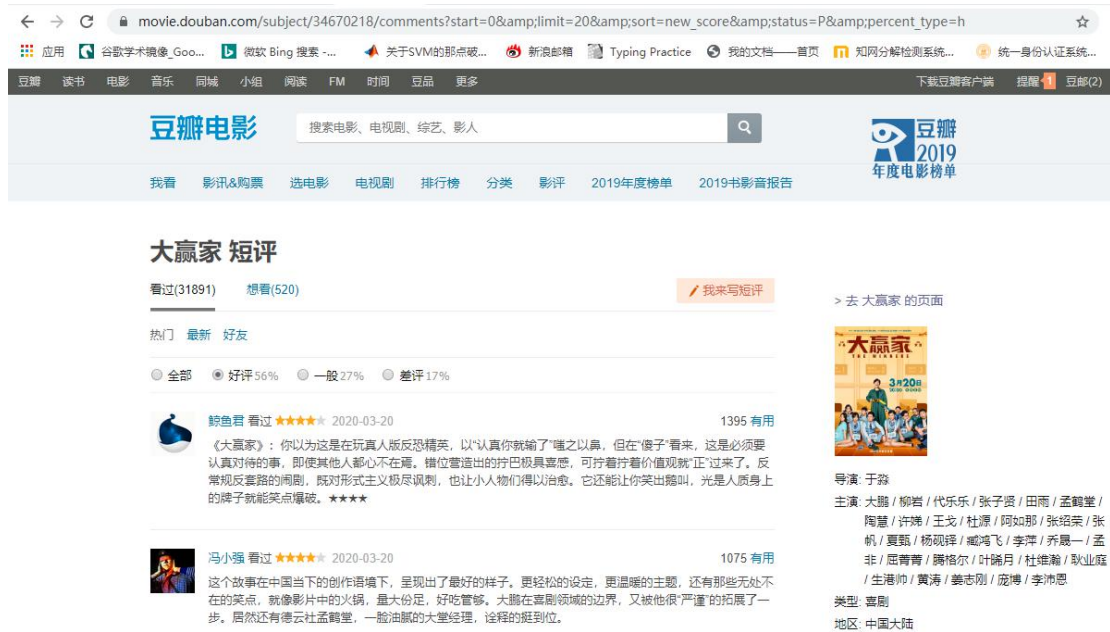 movie.douban.com/subject/34670218/comments?start=0&amp;limit=20&amp;sort=new_score&amp;status=P&amp;percent_type=h
应用 谷歌学术镜像_Goo... 微软 Bing 搜索 -... 关于SVM的那点破... 新浪邮箱 Typing Practice 我的文档——首页 知网分解检测系统... 统一身份认证系统...
豆瓣 读书 电影 音乐 同城 小组 阅读 FM 时间 豆品 更多 下载豆瓣客户端 提醒 1 豆邮(2)
豆瓣电影
搜索电影、电视剧、综艺、影人
豆瓣
2019
年度电影榜单
我看 影讯&购票 选电影 电视剧 排行榜 分类 影评 2019年度榜单 2019书影音报告
大赢家 短评
看过(31891) 想看(520) 我来写短评
热门 最新 好友
全部 好评56% 一般27% 差评17%
鲸鱼君 看过 ★★★★★ 2020-03-20 1395 有用
《大赢家》：你以为这是在玩真人版反恐精英，以“认真你就输了”嗤之以鼻，但在“傻子”看来，这是必须要
认真对待的事，即使其他人都心不在焉。错位营造出的拧巴极具喜感，可拧着拧着价值观就“正”过来了。反
常规反套路的闹剧，既对形式主义极尽讽刺，也让小人物们得以治愈。它还能让你笑出鹅叫，光是人质身上
的牌子就能笑点爆破。★★★★
冯小强 看过 ★★★★★ 2020-03-20 1075 有用
这个故事在中国当下的创作语境下，呈现出了最好的样子。更轻松的设定，更温暖的主题，还有那些无处不
在的笑点，就像影片中的火锅，量大份足，好吃管够。大鹏在喜剧领域的边界，又被他很“严谨”的拓展了一
步。居然还有德云社孟鹤堂，一脸油腻的大堂经理，诠释的挺到位。
> 去 大赢家 的页面
大赢家
3月20日
导演: 于淼
主演: 大鹏 / 柳岩 / 代乐乐 / 张子贤 / 田雨 / 孟鹤堂 /
陶慧 / 许娣 / 王戈 / 杜源 / 阿如那 / 张绍荣 / 张
帆 / 夏甄 / 杨砚铎 / 臧鸿飞 / 李萍 / 乔晟一 / 孟
非 / 屈菁菁 / 腾格尔 / 叶晞月 / 杜维瀚 / 耿业庭
/ 生港帅 / 黄涛 / 姜志刚 / 庞博 / 李沛恩
类型: 喜剧
地区: 中国大陆